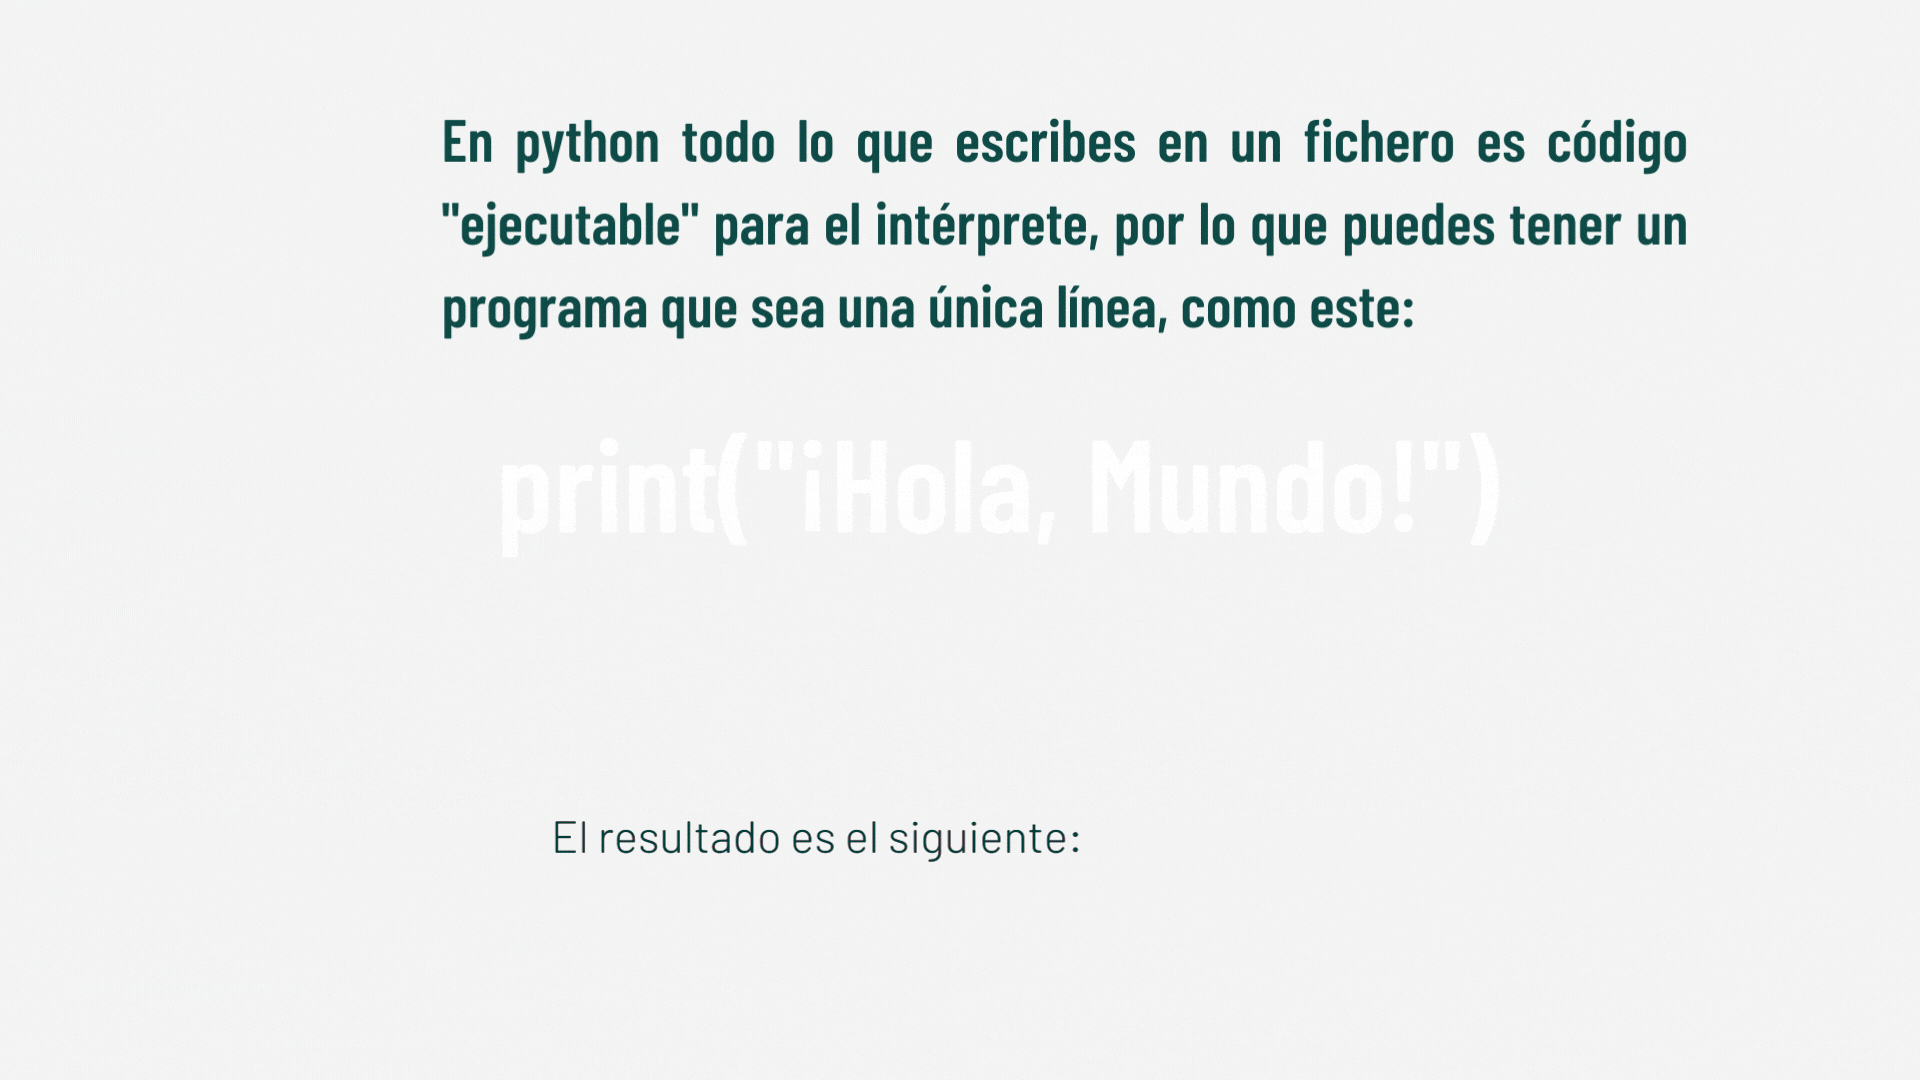 En python todo lo que escribes en un fichero es código
"ejecutable" para el intérprete, por lo que puedes tener un
programa que sea una única línea, como este:
print("¡Hola, Mundo!")
El resultado es el siguiente: